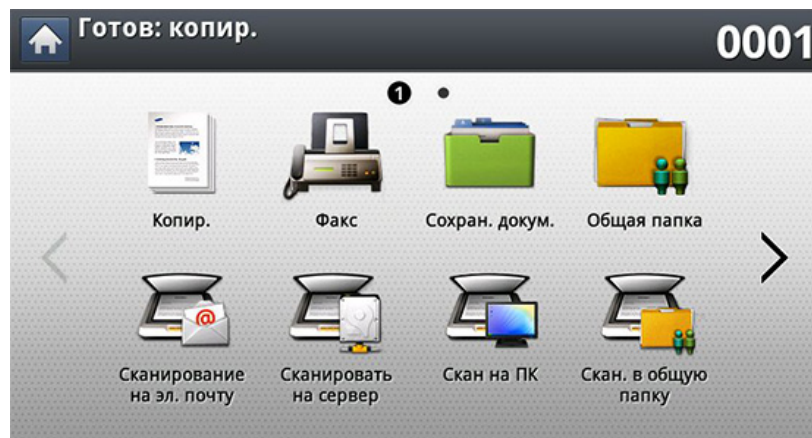 Готов: копир.
0001
1
Копир.
Факс
Сохран. докум.
Общая папка
Сканирование
на эл. почту
Сканировать
на сервер
Скан на ПК
Скан. в общую
папку